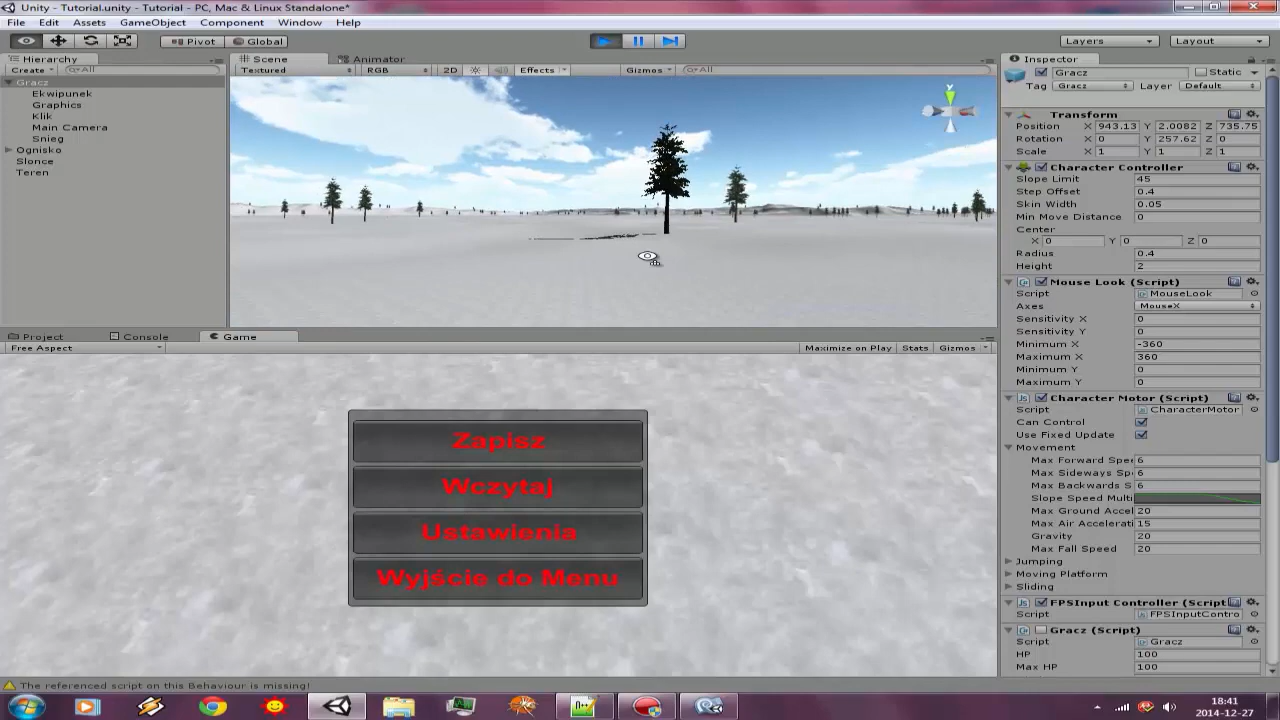 Unity - Tutorial.unity - Tutorial - PC, Mac & Linux Standalone*
File Edit Assets GameObject Component Window Help
Pivot Global Layers Layout
Hierarchy
Create All
Gracz
Ekwipunek
Graphics
Klik
Main Camera
Snieg
Ognisko
Slonce
Teren
Scene Animator
Textured RGB 2D Effects Gizmos All
y
Project Console Game
Free Aspect Maximize on Play Stats Gizmos
Zapisz
Wczytaj
Ustawienia
Wyjście do Menu
Inspector
Gracz Static
Tag Gracz Layer Default
Transform
Position X 943.13 Y 2.0082 Z 735.75
Rotation X 0 Y 257.62 Z 0
Scale X 1 Y 1 Z 1
Character Controller
Slope Limit 45
Step Offset 0.4
Skin Width 0.05
Min Move Distance 0
Center
X 0 Y 0 Z 0
Radius 0.4
Height 2
Mouse Look (Script)
Script MouseLook
Axes MouseX
Sensitivity X 0
Sensitivity Y 0
Minimum X -360
Maximum X 360
Minimum Y 0
Maximum Y 0
Character Motor (Script)
Script CharacterMotor
Can Control
Use Fixed Update
Movement
Max Forward Spee 6
Max Sideways Sp 6
Max Backwards S 6
Slope Speed Multi
Max Ground Accel 20
Max Air Accelerati 15
Gravity 20
Max Fall Speed 20
Jumping
Moving Platform
Sliding
FPSInput Controller (Script
Script FPSInputContro
Gracz (Script)
Script Gracz
HP 100
Max HP 100
The referenced script on this Behaviour is missing!
18:41
2014-12-27